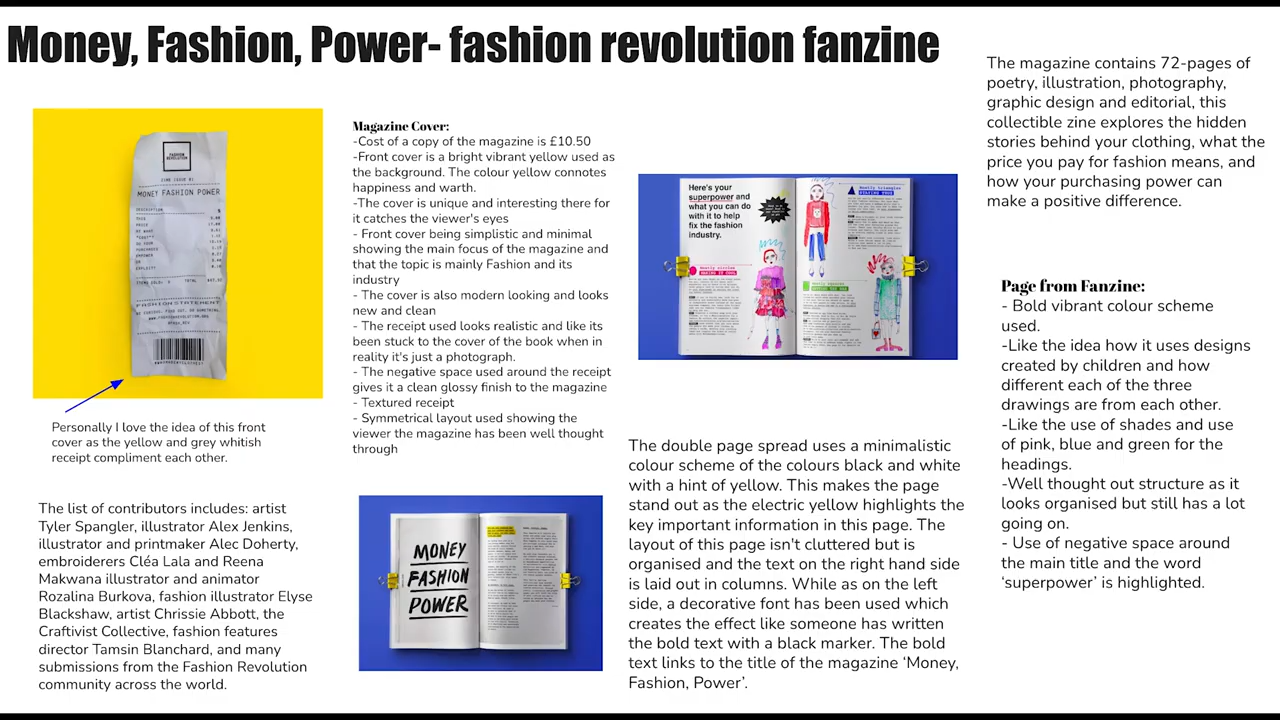 Money, Fashion, Power- fashion revolution fanzine
The magazine contains 72-pages of
poetry, illustration, photography,
graphic design and editorial, this
collectible zine explores the hidden
stories behind your clothing, what the
price you pay for fashion means, and
how your purchasing power can
make a positive difference.
FASHION
REVOLUTION
ZINE ISSUE #1
MONEY FASHION POWER
DESCRIPTION
FASHION STATEMENT
Personally I love the idea of this front
cover as the yellow and grey whitish
receipt compliment each other.
Magazine Cover:
-Cost of a copy of the magazine is £10.50
-Front cover is a bright vibrant yellow used as
the background. The colour yellow connotes
happiness and worth.
-The cover is unique and interesting there for
it catches the viewer's eyes
- Front cover being simplistic and minimal
showing the main focus of the magazine and
that the topic is mainly Fashion and its
industry
- The cover is also modern looking and looks
new and clean
- The receipt used looks realistic and like its
been stuck to the cover of the book when in
reality it's just a photograph.
- The negative space used around the receipt
gives it a clean glossy finish to the magazine
- Textured receipt
- Symmetrical layout used showing the
viewer the magazine has been well thought
through
Here's your
superpower and
what you can do
with it to help
fix the fashion
industry.
Mostly circles
MAKING IT COOL
Mostly triangles
Mostly squares
Page from Fanzine:
- Bold vibrant colour scheme
used.
-Like the idea how it uses designs
created by children and how
different each of the three
drawings are from each other.
-Like the use of shades and use
of pink, blue and green for the
headings.
-Well thought out structure as it
looks organised but still has a lot
going on.
- Use of negative space around
the main title and the word
'superpower' is highlighted.
The list of contributors includes: artist
Tyler Spangler, illustrator Alex Jenkins,
illustrator and printmaker Alec Doherty,
embroiderers Cléa Lala and Reena
Makwana illustrator and animator
Rozalina Burkova, fashion illustrator Elyse
Blackshaw, artist Chrissie Abbott, the
Craftivist Collective, fashion features
director Tamsin Blanchard, and many
submissions from the Fashion Revolution
community across the world.
MONEY
FASHION
POWER
The double page spread uses a minimalistic
colour scheme of the colours black and white
with a hint of yellow. This makes the page
stand out as the electric yellow highlights the
key important information in this page. The
layout of this page is not cluttered but is
organised and the text on the right hand side
is laid out in columns. While as on the left
side a decorative font has been used which
creates the effect like someone has written
the bold text with a black marker. The bold
text links to the title of the magazine 'Money,
Fashion, Power'.